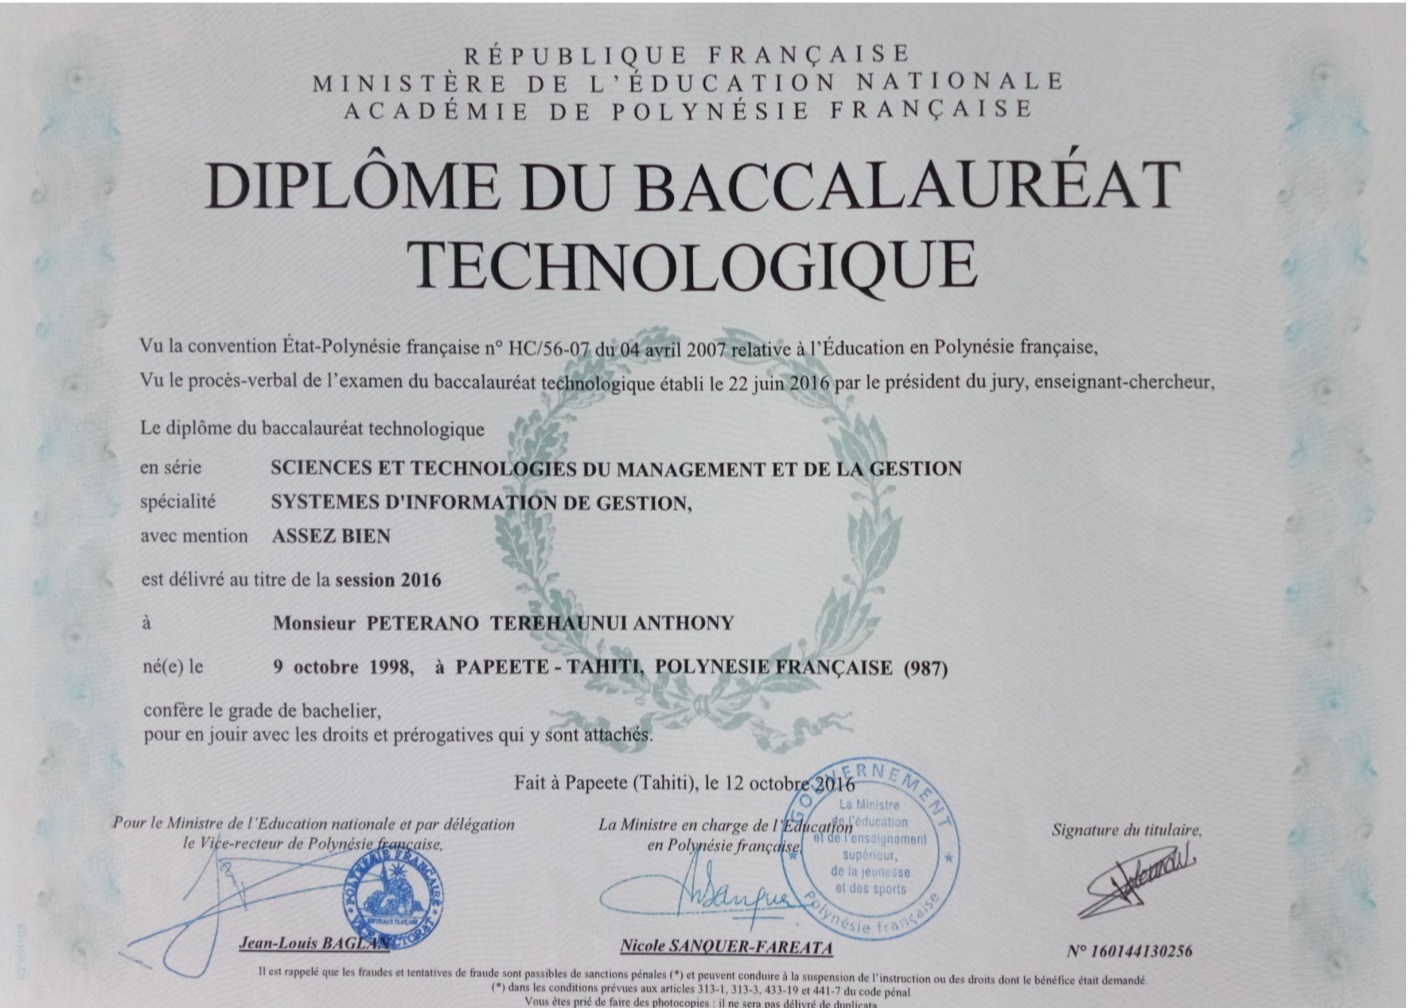 RÉPUBLIQUE FRANÇAISE
MINISTÈRE DE L'ÉDUCATION NATIONALE
ACADÉMIE DE POLYNÉSIE FRANÇAISE
DIPLÔME DU BACCALAURÉAT
TECHNOLOGIQUE
Vu la convention État-Polynésie française n° HC/56-07 du 04 avril 2007 relative à l'Éducation en Polynésie française,
Vu le procès-verbal de l'examen du baccalauréat technologique établi le 22 juin 2016 par le président du jury, enseignant-chercheur,
Le diplôme du baccalauréat technologique
en série SCIENCES ET TECHNOLOGIES DU MANAGEMENT ET DE LA GESTION
spécialité SYSTEMES D'INFORMATION DE GESTION,
avec mention ASSEZ BIEN
est délivré au titre de la session 2016
à Monsieur PETERANO TEREHAUNUI ANTHONY
né(e) le 9 octobre 1998, à PAPEETE - TAHITI, POLYNESIE FRANÇAISE (987)
confère le grade de bachelier,
pour en jouir avec les droits et prérogatives qui y sont attachés.
Fait à Papeete (Tahiti), le 12 octobre 2016
Pour le Ministre de l'Education nationale et par délégation
le Vice-recteur de Polynésie française,
POLYNÉSIE FRANÇAISE
VICE-RECTORAT
Jean-Louis BAGLAN
La Ministre en charge de l'Éducation
en Polynésie française,
GOUVERNEMENT
La Ministre
de l'éducation
et de l'enseignement
supérieur,
de la jeunesse
et des sports
Polynésie française
Nicole SANQUER-FAREATA
Signature du titulaire,
N° 160144130256
Il est rappelé que les fraudes et tentatives de fraude sont passibles de sanctions pénales (*) et peuvent conduire à la suspension de l'instruction ou des droits dont le bénéfice était demandé.
(*) dans les conditions prévues aux articles 313-1, 313-3, 433-19 et 441-7 du code pénal
Vous êtes prié de faire des photocopies : il ne sera pas délivré de duplicata